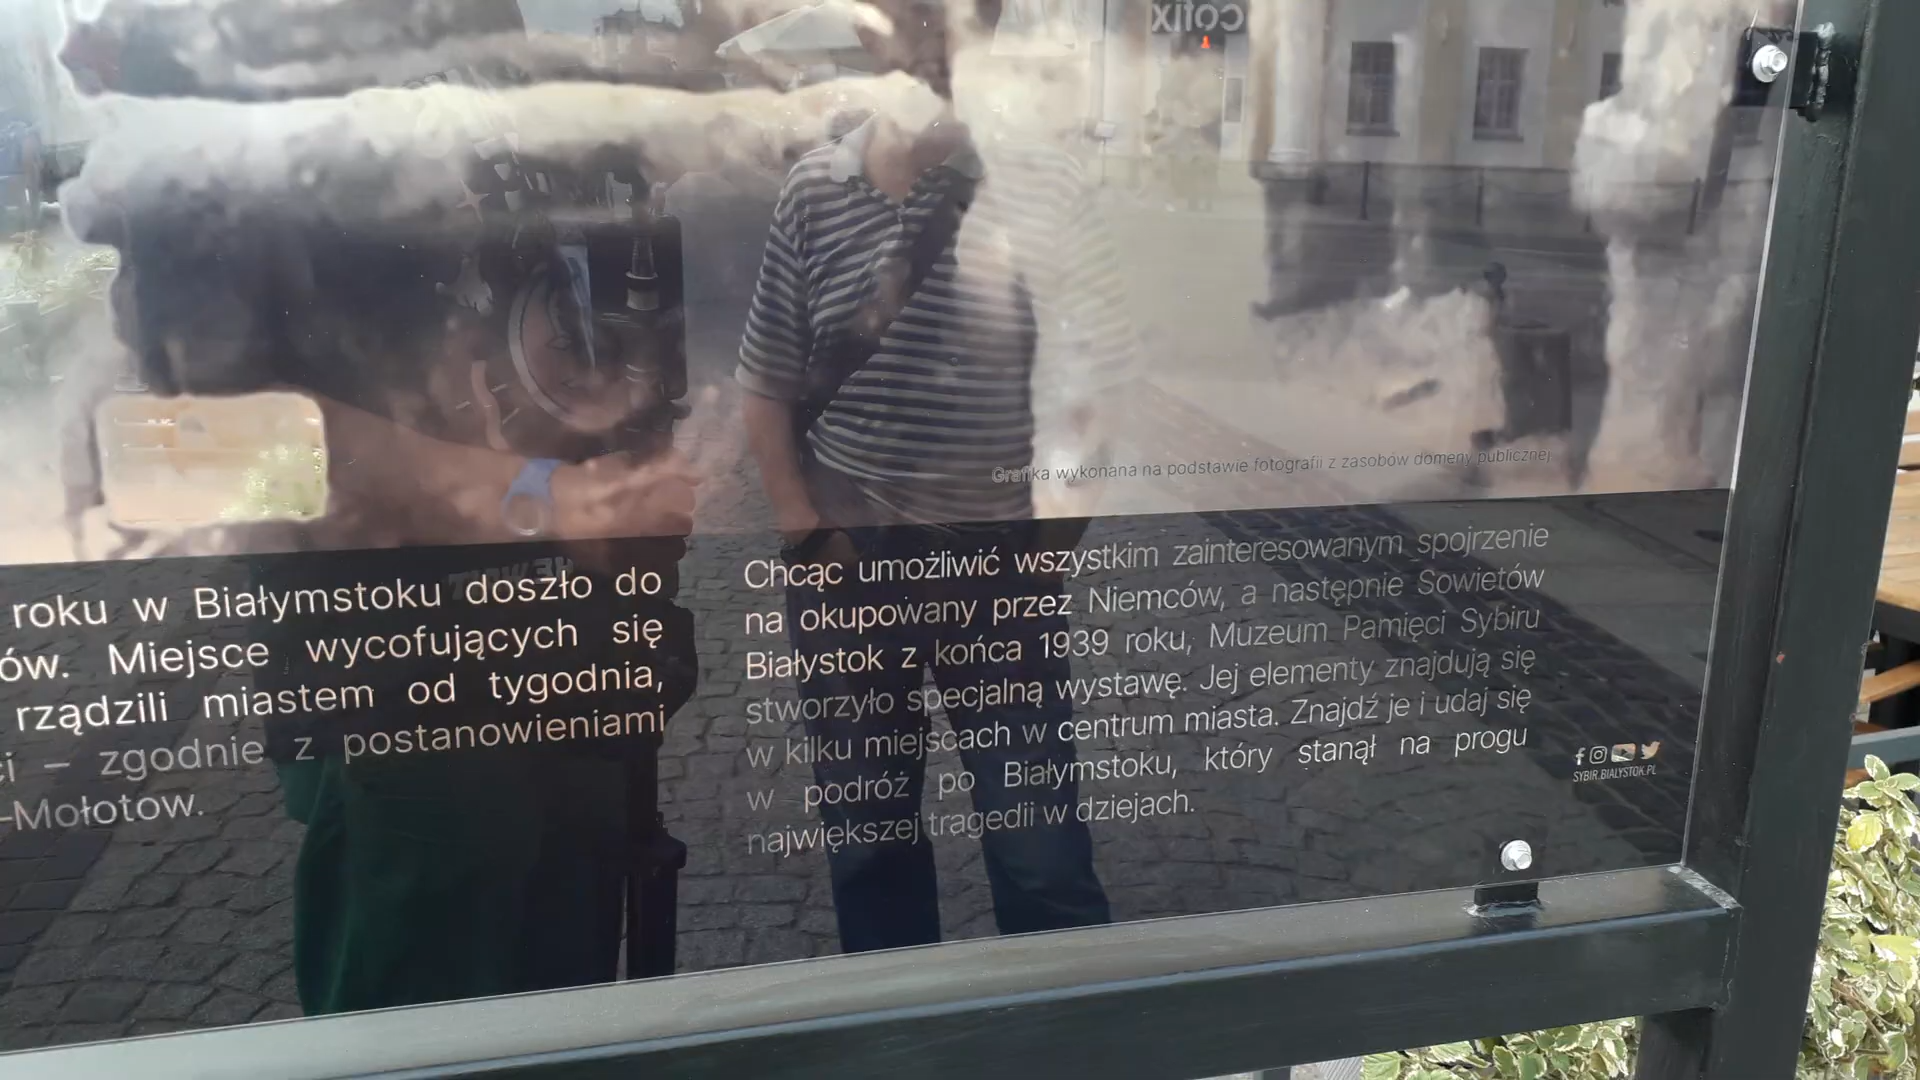 cofix
Grafika wykonana na podstawie fotografii z zasobów domeny publicznej
roku w Białymstoku doszło do
ów. Miejsce wycofujących się
rządzili miastem od tygodnia,
ci – zgodnie z postanowieniami
-Mołotow.
Chcąc umożliwić wszystkim zainteresowanym spojrzenie
na okupowany przez Niemców, a następnie Sowietów
Białystok z końca 1939 roku, Muzeum Pamięci Sybiru
stworzyło specjalną wystawę. Jej elementy znajdują się
w kilku miejscach w centrum miasta. Znajdź je i udaj się
w podróż po Białymstoku, który stanął na progu
największej tragedii w dziejach.
SYBIR.BIALYSTOK.PL